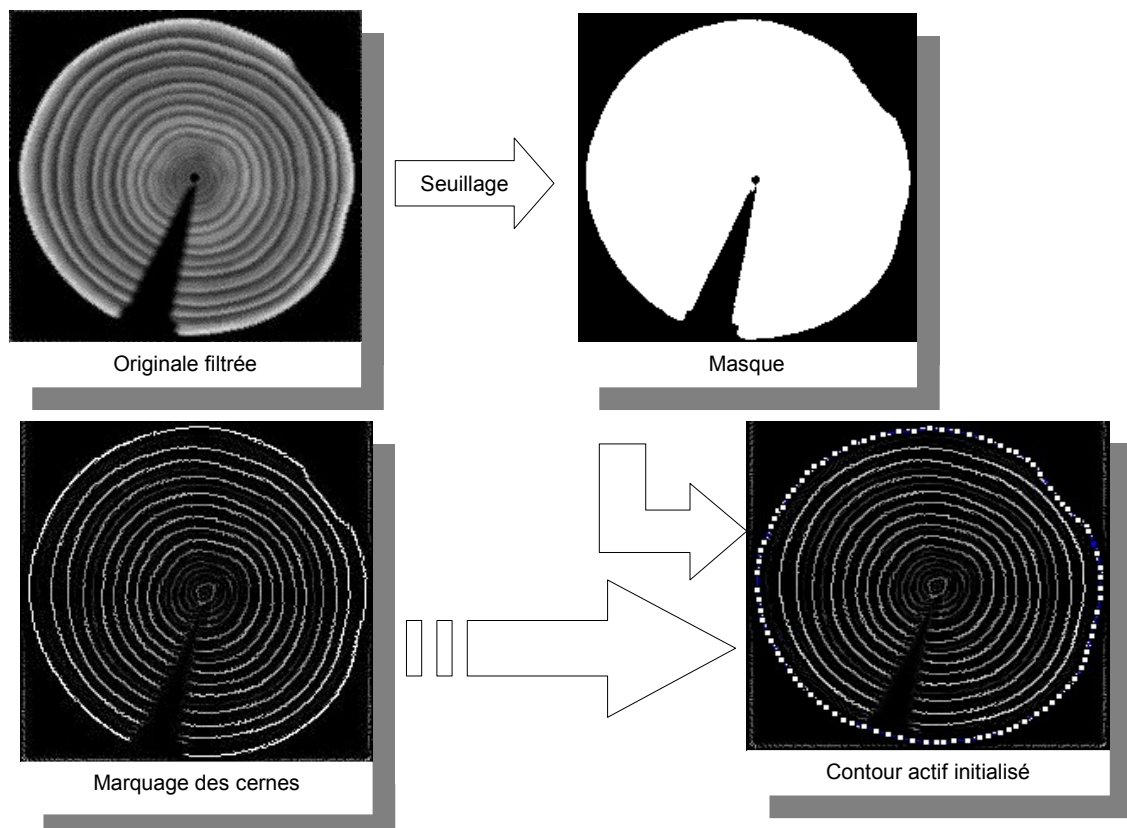 Seuillage
Originale filtrée
Masque
Marquage des cernes
Contour actif initialisé